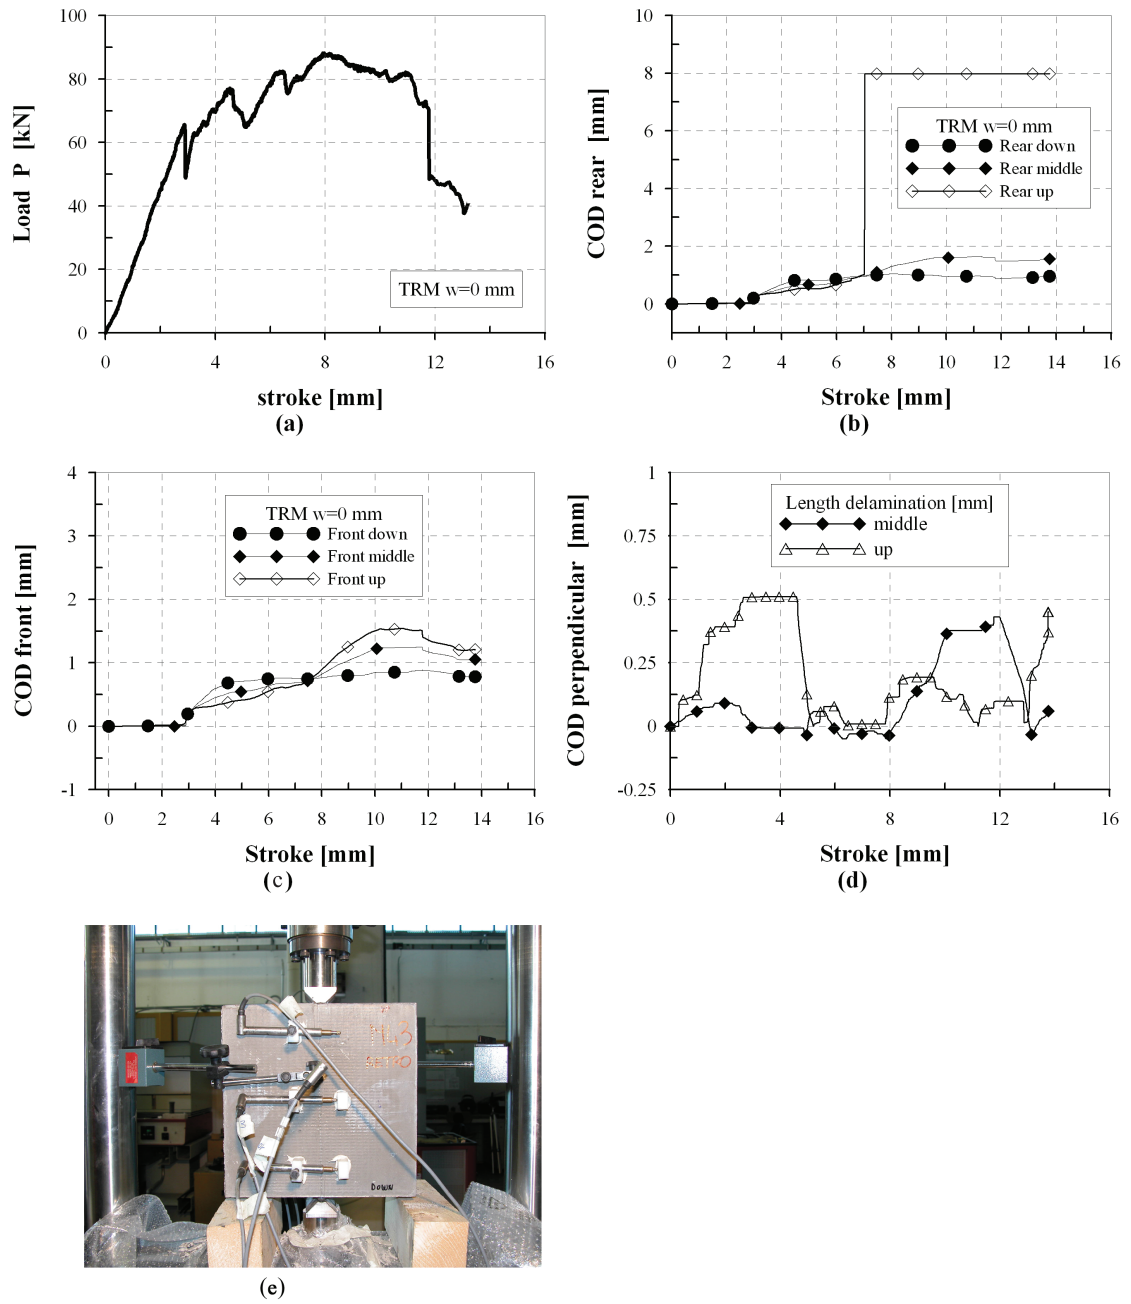 100
80
60
40
20
0
Load P [kN]
TRM w=0 mm
0 4 8 12 16
stroke [mm]
(a)
10
8
6
4
2
0
COD rear [mm]
TRM w=0 mm
Rear down
Rear middle
Rear up
0 2 4 6 8 10 12 14 16
Stroke [mm]
(b)
4
3
2
1
0
-1
COD front [mm]
TRM w=0 mm
Front down
Front middle
Front up
0 2 4 6 8 10 12 14 16
Stroke [mm]
(c)
1
0.75
0.5
0.25
0
-0.25
COD perpendicular [mm]
Length delamination [mm]
middle
up
0 4 8 12 16
Stroke [mm]
(d)
DOWN
(e)